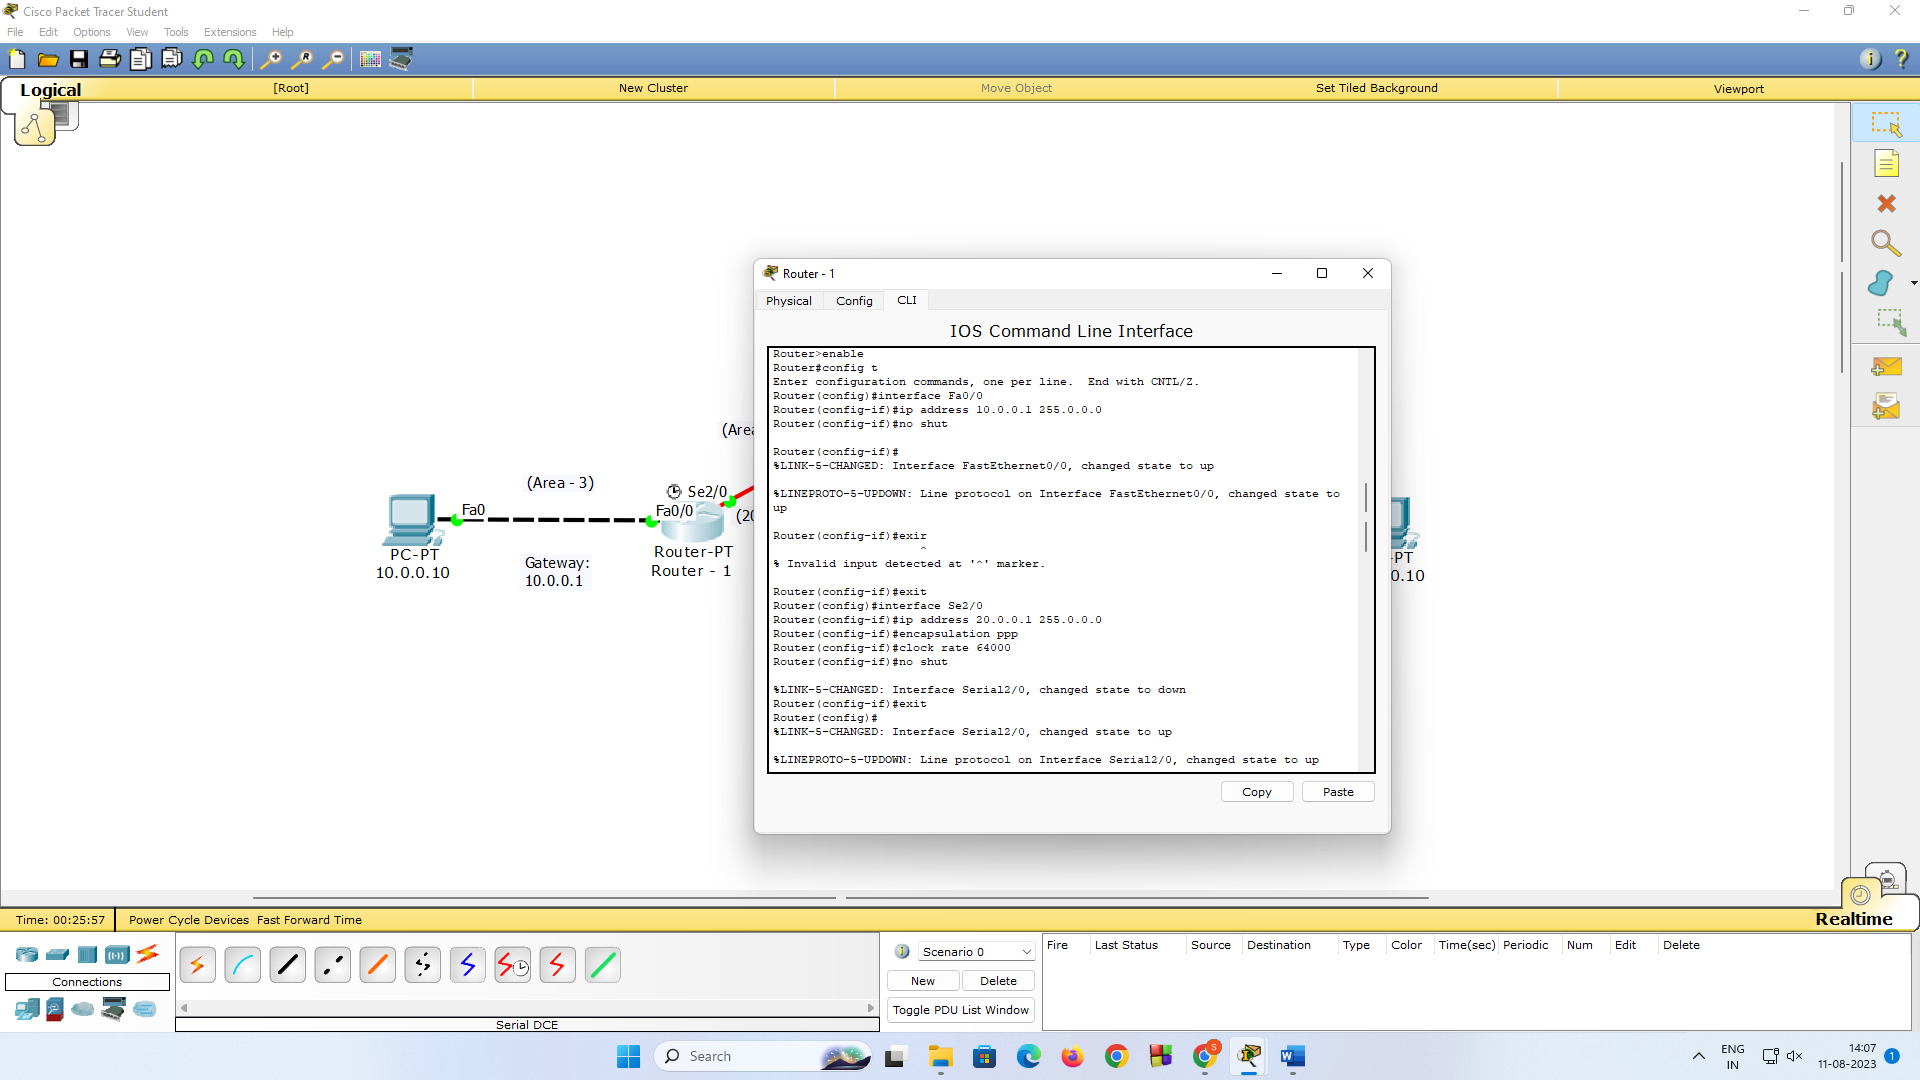 Cisco Packet Tracer Student
File Edit Options View Tools Extensions Help
Logical [Root] New Cluster Move Object Set Tiled Background Viewport
Router - 1
Physical Config CLI
IOS Command Line Interface
Router>enable
Router#config t
Enter configuration commands, one per line.  End with CNTL/Z.
Router(config)#interface Fa0/0
Router(config-if)#ip address 10.0.0.1 255.0.0.0
Router(config-if)#no shut
Router(config-if)#
%LINK-5-CHANGED: Interface FastEthernet0/0, changed state to up
%LINEPROTO-5-UPDOWN: Line protocol on Interface FastEthernet0/0, changed state to
up
Router(config-if)#exir
^
% Invalid input detected at '^' marker.
Router(config-if)#exit
Router(config)#interface Se2/0
Router(config-if)#ip address 20.0.0.1 255.0.0.0
Router(config-if)#encapsulation ppp
Router(config-if)#clock rate 64000
Router(config-if)#no shut
%LINK-5-CHANGED: Interface Serial2/0, changed state to down
Router(config-if)#exit
Router(config)#
%LINK-5-CHANGED: Interface Serial2/0, changed state to up
%LINEPROTO-5-UPDOWN: Line protocol on Interface Serial2/0, changed state to up
Copy Paste
(Area
(Area - 3)
Se2/0
Fa0
Fa0/0
(20
PC-PT
10.0.0.10
Gateway:
10.0.0.1
Router-PT
Router - 1
-PT
0.10
Time: 00:25:57 Power Cycle Devices Fast Forward Time
Realtime
Connections
Serial DCE
Scenario 0
New Delete
Toggle PDU List Window
Fire Last Status Source Destination Type Color Time(sec) Periodic Num Edit Delete
Search
S
ENG
IN
14:07
11-08-2023
1